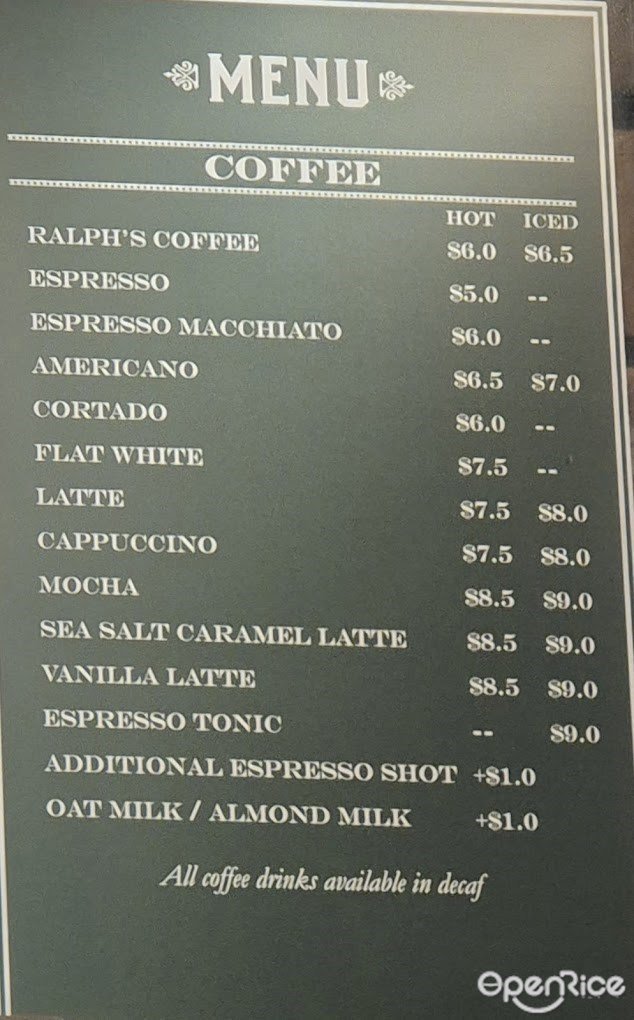 MENU
COFFEE
HOT ICED
RALPH'S COFFEE $6.0 $6.5
ESPRESSO $5.0 --
ESPRESSO MACCHIATO $6.0 --
AMERICANO $6.5 $7.0
CORTADO $6.0 --
FLAT WHITE $7.5 --
LATTE $7.5 $8.0
CAPPUCCINO $7.5 $8.0
MOCHA $8.5 $9.0
SEA SALT CARAMEL LATTE $8.5 $9.0
VANILLA LATTE $8.5 $9.0
ESPRESSO TONIC -- $9.0
ADDITIONAL ESPRESSO SHOT +$1.0
OAT MILK / ALMOND MILK +$1.0
All coffee drinks available in decaf
OpenRice